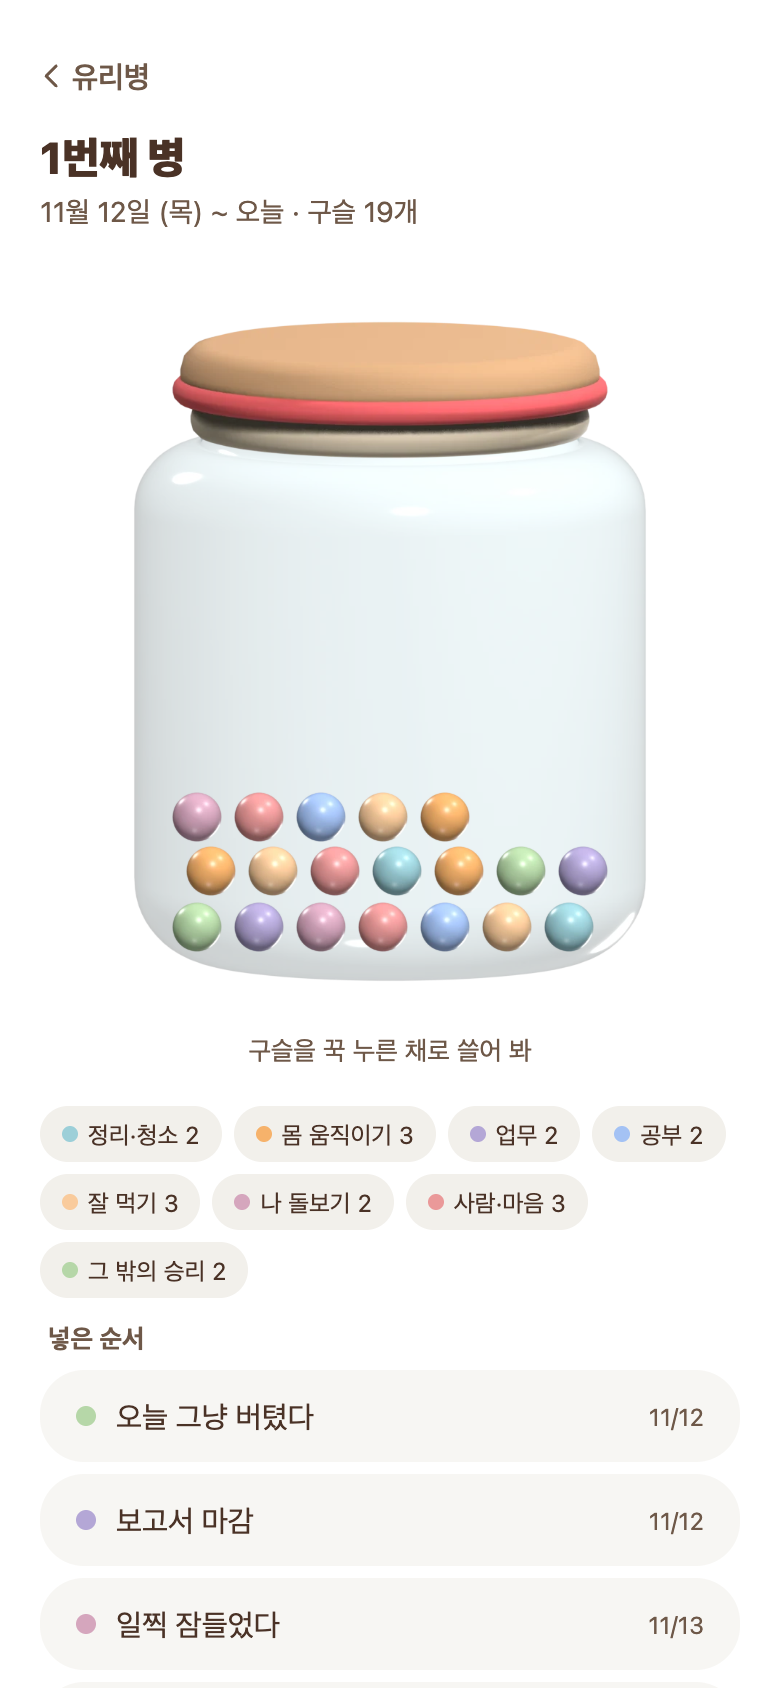 유리병
1번째 병
11월 12일 (목) ~ 오늘 · 구슬 19개
구슬을 꾹 누른 채로 쓸어 봐
정리·청소 2
몸 움직이기 3
업무 2
공부 2
잘 먹기 3
나 돌보기 2
사람·마음 3
그 밖의 승리 2
넣은 순서
오늘 그냥 버텼다 11/12
보고서 마감 11/12
일찍 잠들었다 11/13